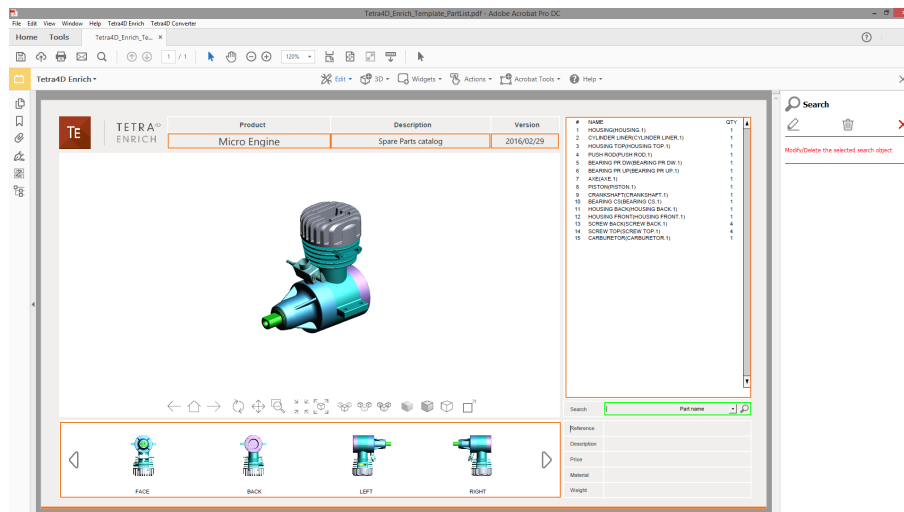 Tetra4D_Enrich_Template_PartList.pdf - Adobe Acrobat Pro DC
File Edit View Window Help Tetra4D Enrich Tetra4D Converter
Home Tools Tetra4D_Enrich_Te... ×
1 / 1 120%
Tetra4D Enrich Edit 3D Widgets Actions Acrobat Tools Help
Search
Modify/Delete the selected search object
TE TETRA4D ENRICH
Product Description Version
Micro Engine Spare Parts catalog 2016/02/29
# NAME QTY
1 HOUSING(HOUSING.1) 1
2 CYLINDER LINER(CYLINDER LINER.1) 1
3 HOUSING TOP(HOUSING TOP.1) 1
4 PUSH ROD(PUSH ROD.1) 1
5 BEARING PR DW(BEARING PR DW.1) 1
6 BEARING PR UP(BEARING PR UP.1) 1
7 AXE(AXE.1) 1
8 PISTON(PISTON.1) 1
9 CRANKSHAFT(CRANKSHAFT.1) 1
10 BEARING CS(BEARING CS.1) 1
11 HOUSING BACK(HOUSING BACK.1) 1
12 HOUSING FRONT(HOUSING FRONT.1) 1
13 SCREW BACK(SCREW BACK.1) 4
14 SCREW TOP(SCREW TOP.1) 4
15 CARBURETOR(CARBURETOR.1) 1
Search Part name
Reference
Description
Price
Material
Weight
FACE BACK LEFT RIGHT